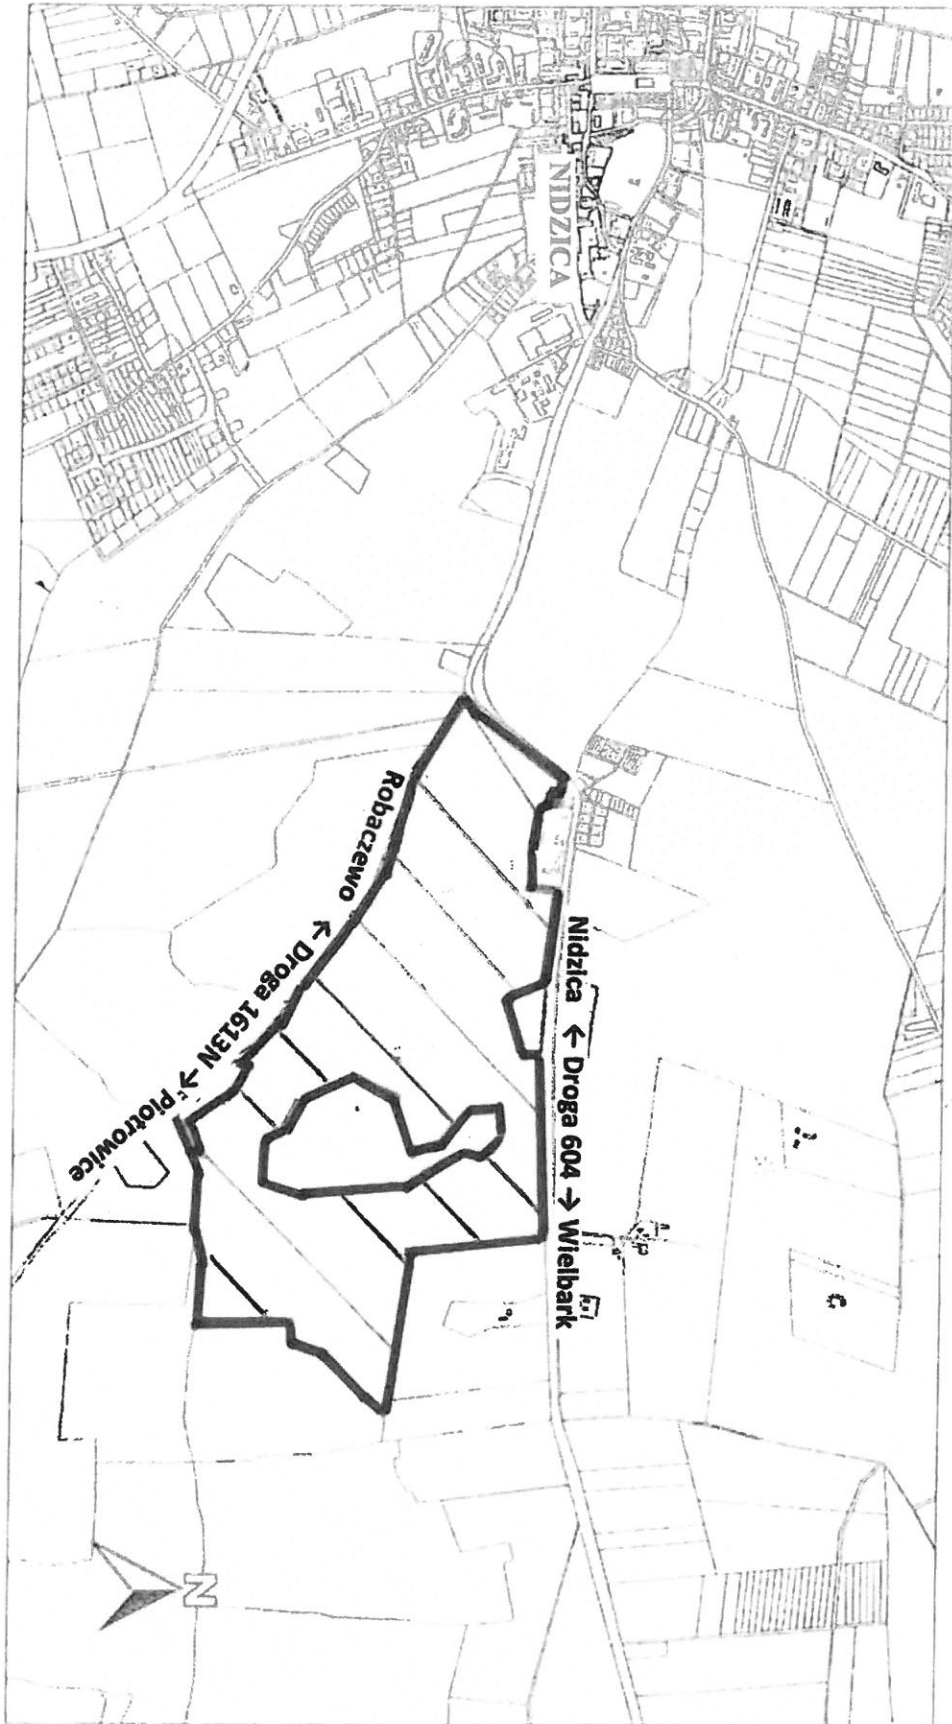 NIDZICA
Nidzica ← Droga 604 → Wielbark
Robaczewo ← Droga 1613N → Piotrowice
N